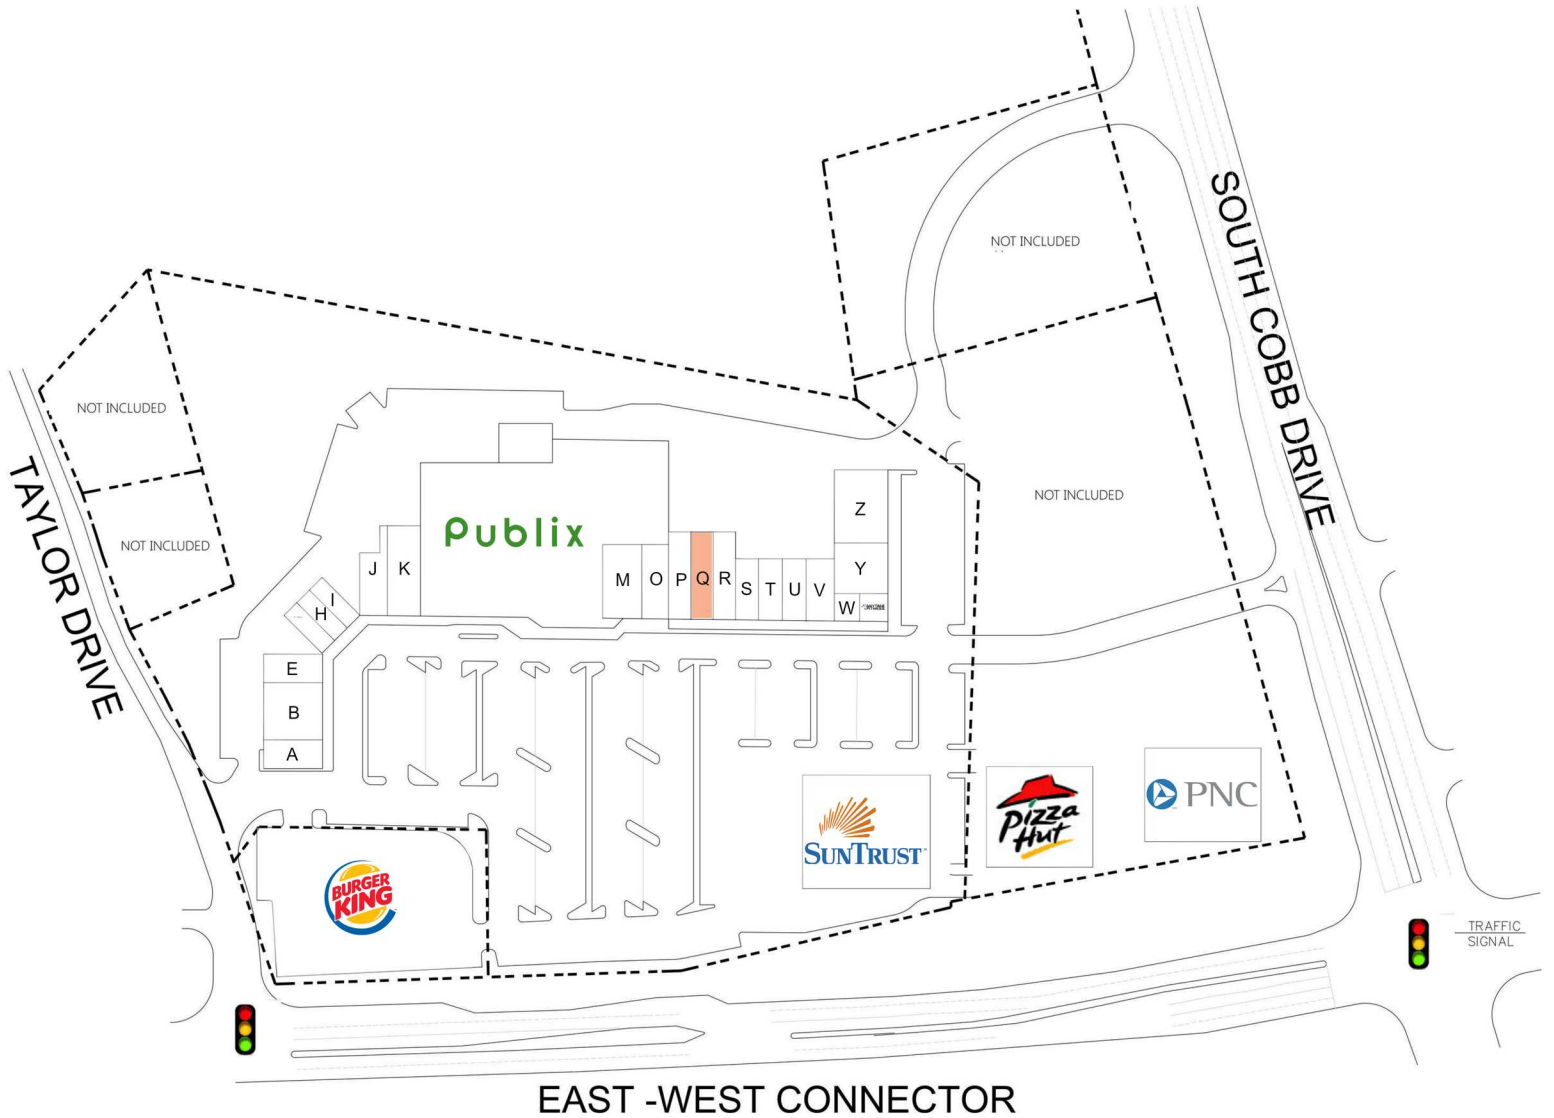 SOUTH COBB DRIVE
NOT INCLUDED
NOT INCLUDED
NOT INCLUDED
NOT INCLUDED
TAYLOR DRIVE
Publix
Z
Y
W
J
K
M
O
P
Q
R
S
T
U
V
I
H
E
B
A
BURGER
KING
SUNTRUST
Pizza
Hut
PNC
TRAFFIC
SIGNAL
EAST -WEST CONNECTOR